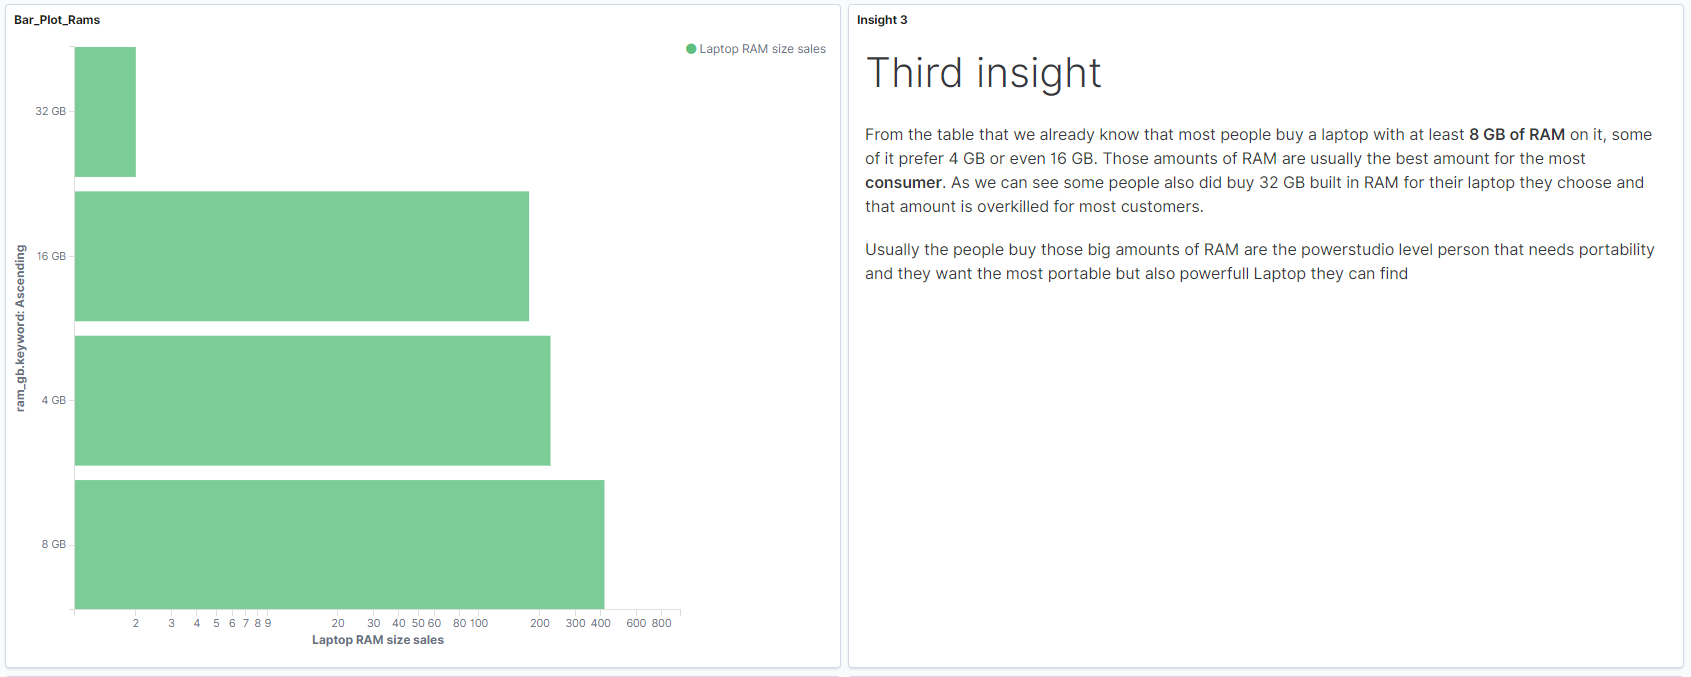 Bar_Plot_Rams
Laptop RAM size sales
32 GB
16 GB
4 GB
8 GB
ram_gb.keyword: Ascending
2 3 4 5 6 7 8 9 20 30 40 50 60 80 100 200 300 400 600 800
Laptop RAM size sales
Insight 3
Third insight
From the table that we already know that most people buy a laptop with at least 8 GB of RAM on it, some
of it prefer 4 GB or even 16 GB. Those amounts of RAM are usually the best amount for the most
consumer. As we can see some people also did buy 32 GB built in RAM for their laptop they choose and
that amount is overkilled for most customers.
Usually the people buy those big amounts of RAM are the powerstudio level person that needs portability
and they want the most portable but also powerfull Laptop they can find